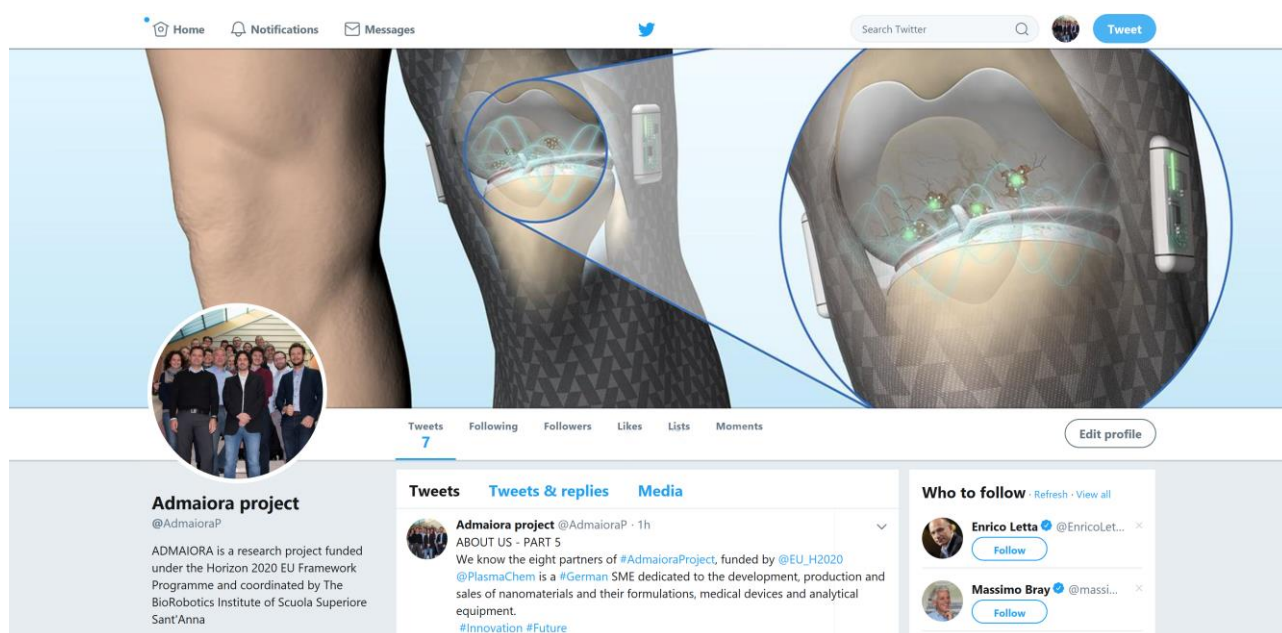 Home Notifications Messages Search Twitter Tweet
Tweets Following Followers Likes Lists Moments
7
Edit profile
Admaiora project
@AdmaioraP
ADMAIORA is a research project funded
under the Horizon 2020 EU Framework
Programme and coordinated by The
BioRobotics Institute of Scuola Superiore
Sant'Anna
Tweets Tweets & replies Media
Admaiora project @AdmaioraP · 1h
ABOUT US - PART 5
We know the eight partners of #AdmaioraProject, funded by @EU_H2020
@PlasmaChem is a #German SME dedicated to the development, production and
sales of nanomaterials and their formulations, medical devices and analytical
equipment.
#Innovation #Future
Who to follow · Refresh · View all
Enrico Letta @EnricoLet...
Follow
Massimo Bray @massi...
Follow